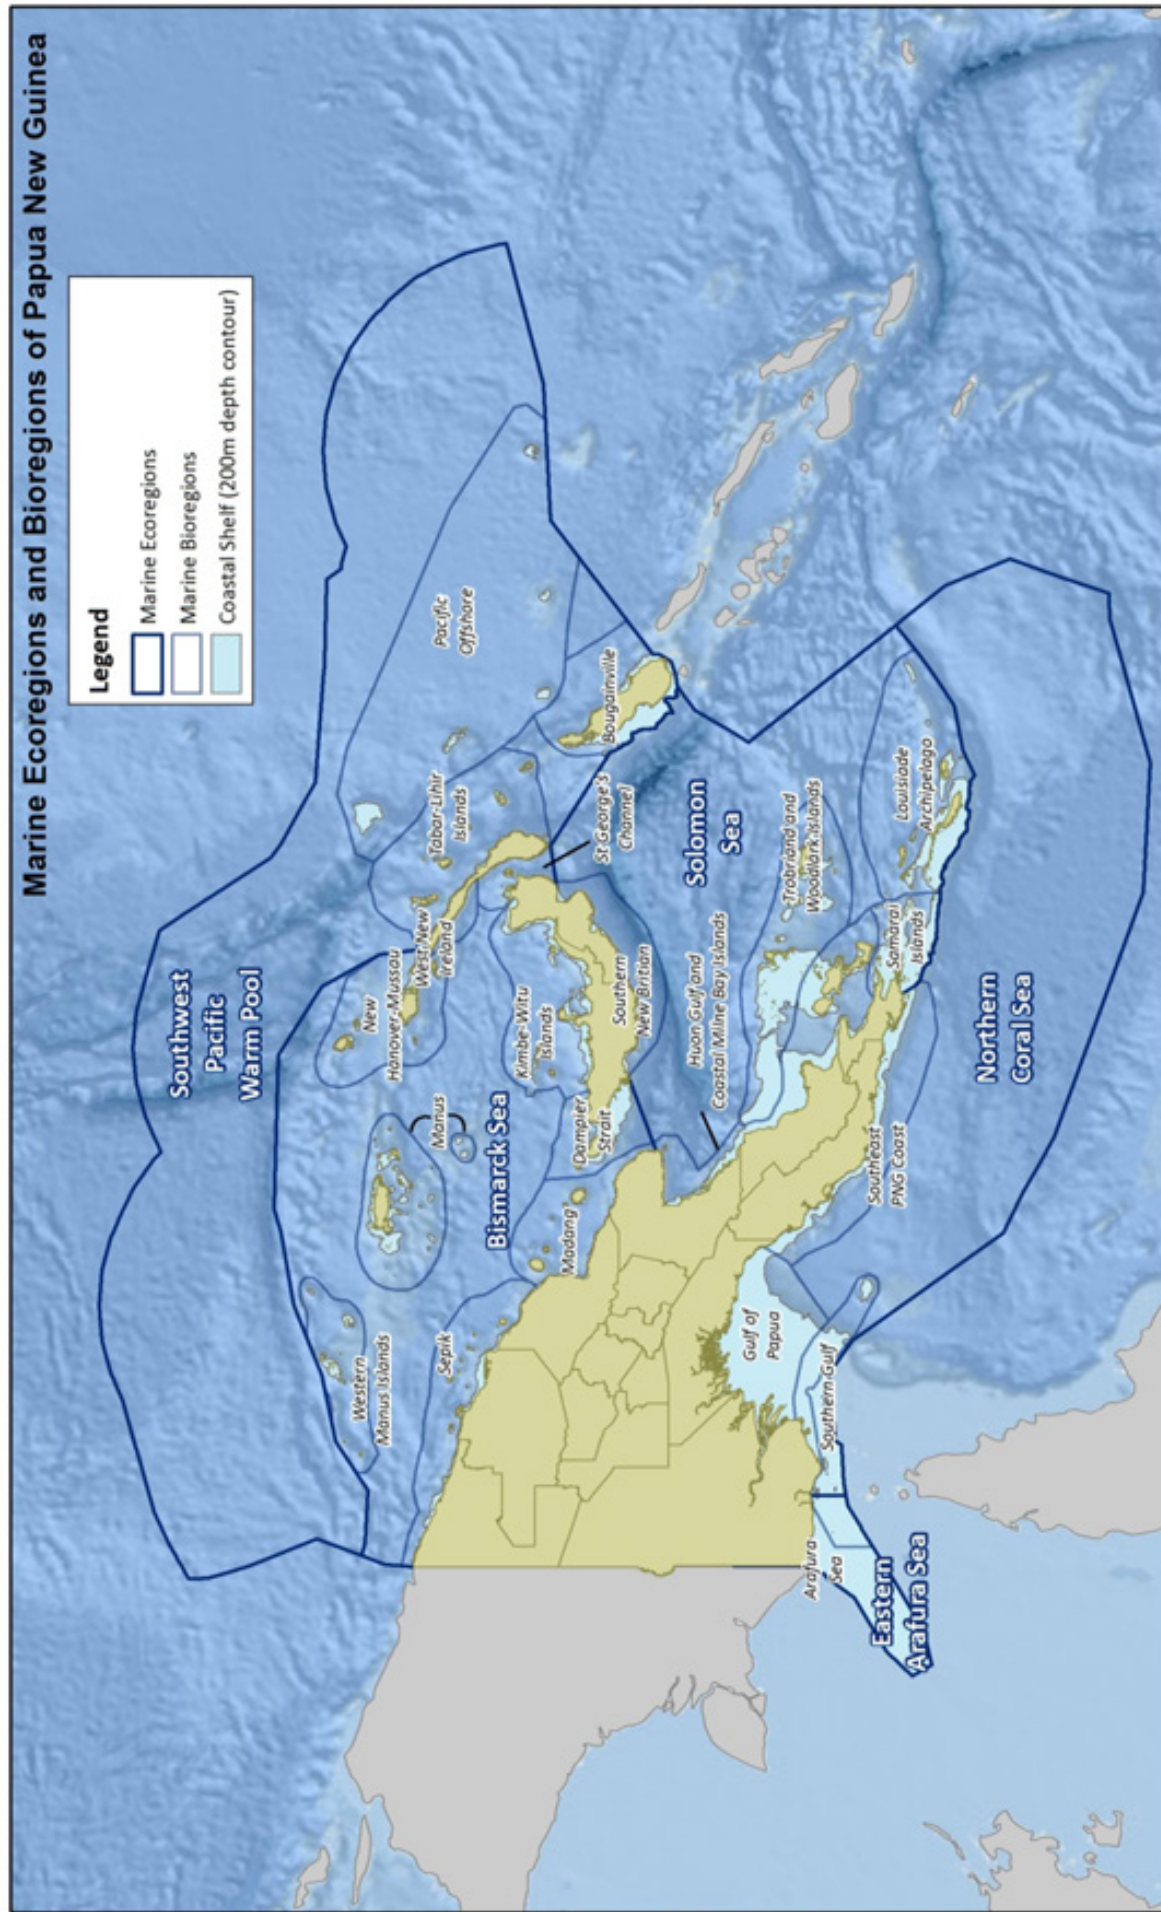 Marine Ecoregions and Bioregions of Papua New Guinea
Legend
Marine Ecoregions
Marine Bioregions
Coastal Shelf (200m depth contour)
Southwest
Pacific
Warm Pool
Western
Manus Islands
Sepik
Manus
New
Hanover-Mussau
West New
Ireland
Tabar-Lihir
Islands
Pacific
Offshore
Bismarck Sea
Kimbe-Witu
Islands
Madang
Dampier
Strait
Southern
New Britian
St George's
Channel
Bougainville
Solomon
Sea
Huon Gulf and
Coastal Milne Bay Islands
Trobriand and
Woodlark Islands
Gulf of
Papua
Southern Gulf
Southeast
PNG Coast
Samarai
Islands
Louisiade
Archipelago
Arafura
Sea
Eastern
Arafura Sea
Northern
Coral Sea